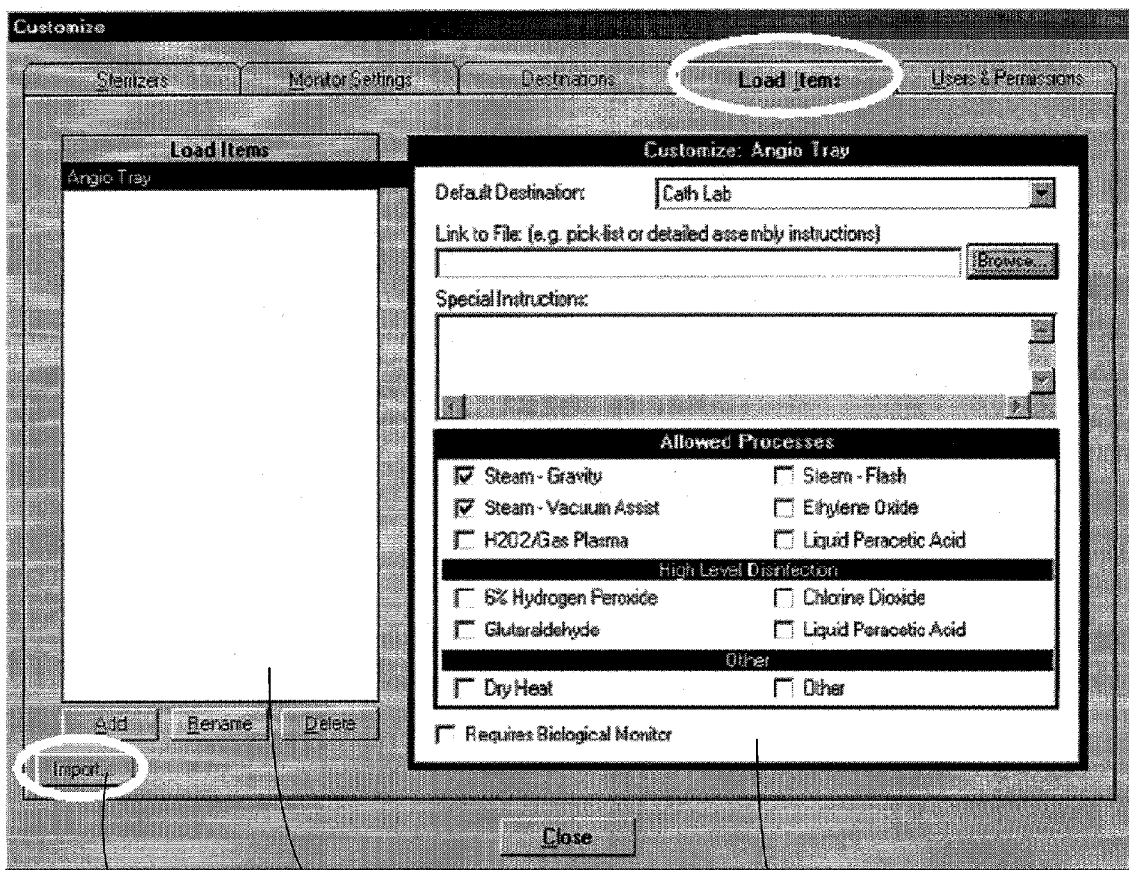 Customize
Sterilizers Monitor Settings Destinations Load Items Users & Permissions
Load Items
Angio Tray
Customize: Angio Tray
Default Destination: Cath Lab
Link to File: (e.g. pick-list or detailed assembly instructions)
Browse...
Special Instructions:
Allowed Processes
Steam - Gravity Steam - Flash
Steam - Vacuum Assist Ethylene Oxide
H2O2/Gas Plasma Liquid Peracetic Acid
High Level Disinfection
6% Hydrogen Peroxide Chlorine Dioxide
Glutaraldehyde Liquid Peracetic Acid
Other
Dry Heat Other
Requires Biological Monitor
Add Rename Delete
Import...
Close